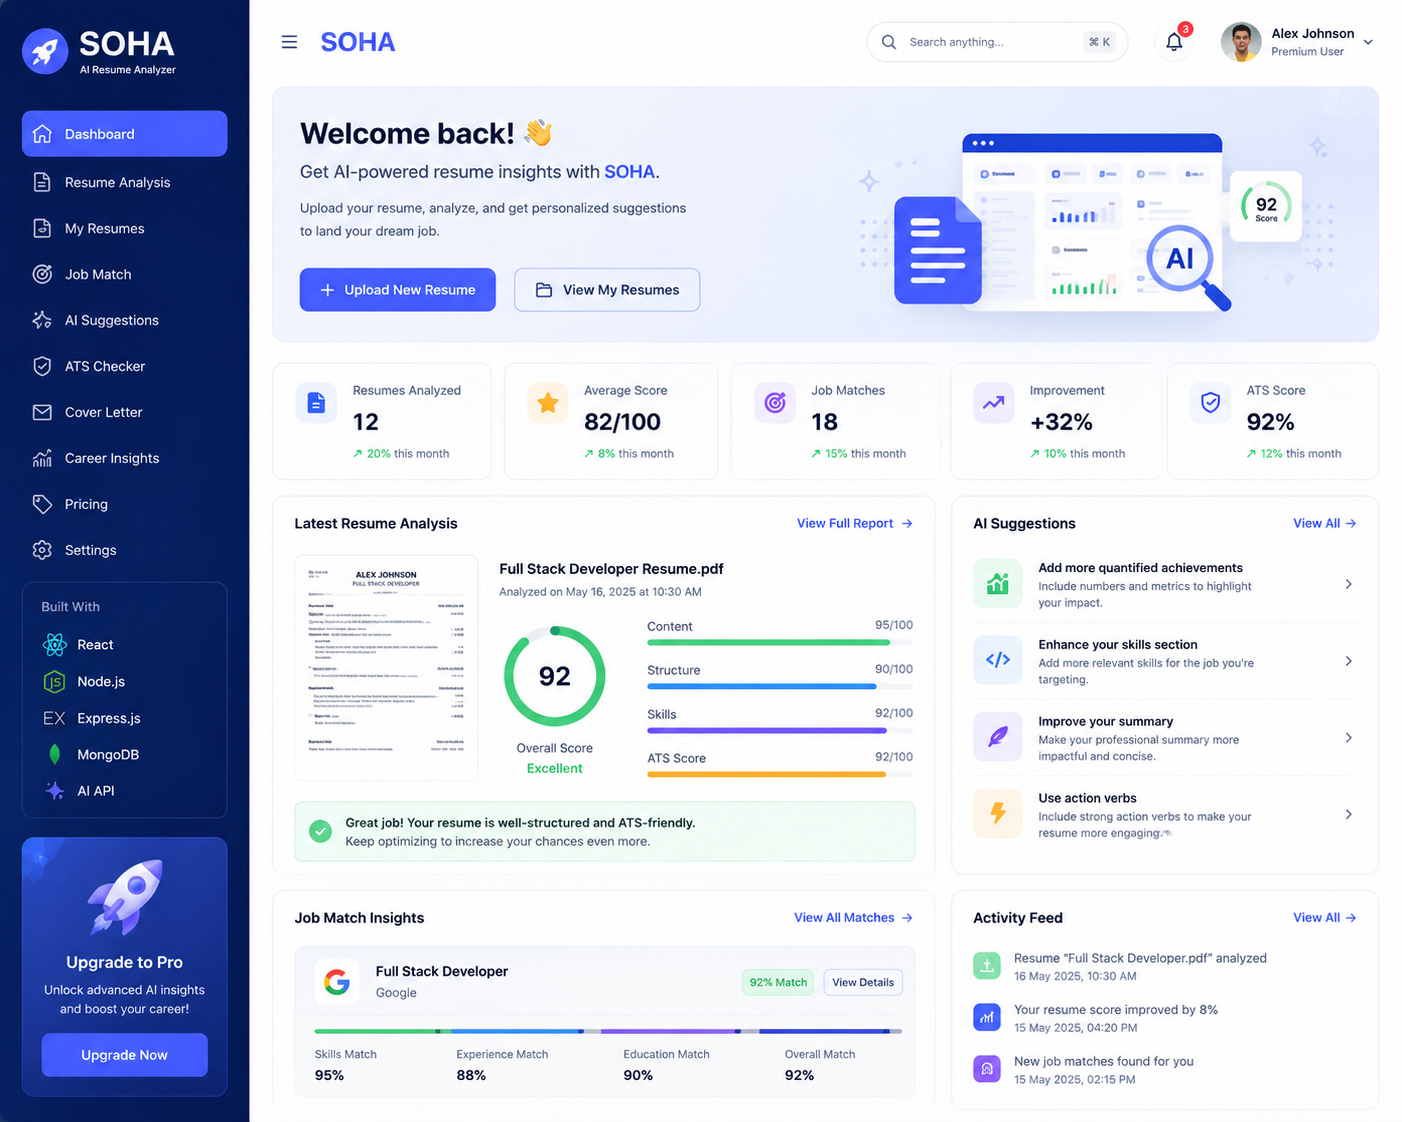 SOHA
AI Resume Analyzer
Dashboard
Resume Analysis
My Resumes
Job Match
AI Suggestions
ATS Checker
Cover Letter
Career Insights
Pricing
Settings
Built With
React
JS
Node.js
EX
Express.js
MongoDB
AI API
Upgrade to Pro
Unlock advanced AI insights
and boost your career!
Upgrade Now
SOHA
Search anything...
⌘ K
3
Alex Johnson
Premium User
Welcome back! 👋
Get AI-powered resume insights with SOHA.
Upload your resume, analyze, and get personalized suggestions
to land your dream job.
+ Upload New Resume
View My Resumes
AI
92
Score
Resumes Analyzed
12
↗ 20% this month
Average Score
82/100
↗ 8% this month
Job Matches
18
↗ 15% this month
Improvement
+32%
↗ 10% this month
ATS Score
92%
↗ 12% this month
Latest Resume Analysis
View Full Report →
ALEX JOHNSON
FULL STACK DEVELOPER
Full Stack Developer Resume.pdf
Analyzed on May 16, 2025 at 10:30 AM
92
Overall Score
Excellent
Content 95/100
Structure 90/100
Skills 92/100
ATS Score 92/100
Great job! Your resume is well-structured and ATS-friendly.
Keep optimizing to increase your chances even more.
AI Suggestions
View All →
Add more quantified achievements
Include numbers and metrics to highlight
your impact.
</>
Enhance your skills section
Add more relevant skills for the job you're
targeting.
Improve your summary
Make your professional summary more
impactful and concise.
Use action verbs
Include strong action verbs to make your
resume more engaging.
Job Match Insights
View All Matches →
G
Full Stack Developer
Google
92% Match
View Details
Skills Match
95%
Experience Match
88%
Education Match
90%
Overall Match
92%
Activity Feed
View All →
Resume “Full Stack Developer.pdf” analyzed
16 May 2025, 10:30 AM
Your resume score improved by 8%
15 May 2025, 04:20 PM
New job matches found for you
15 May 2025, 02:15 PM